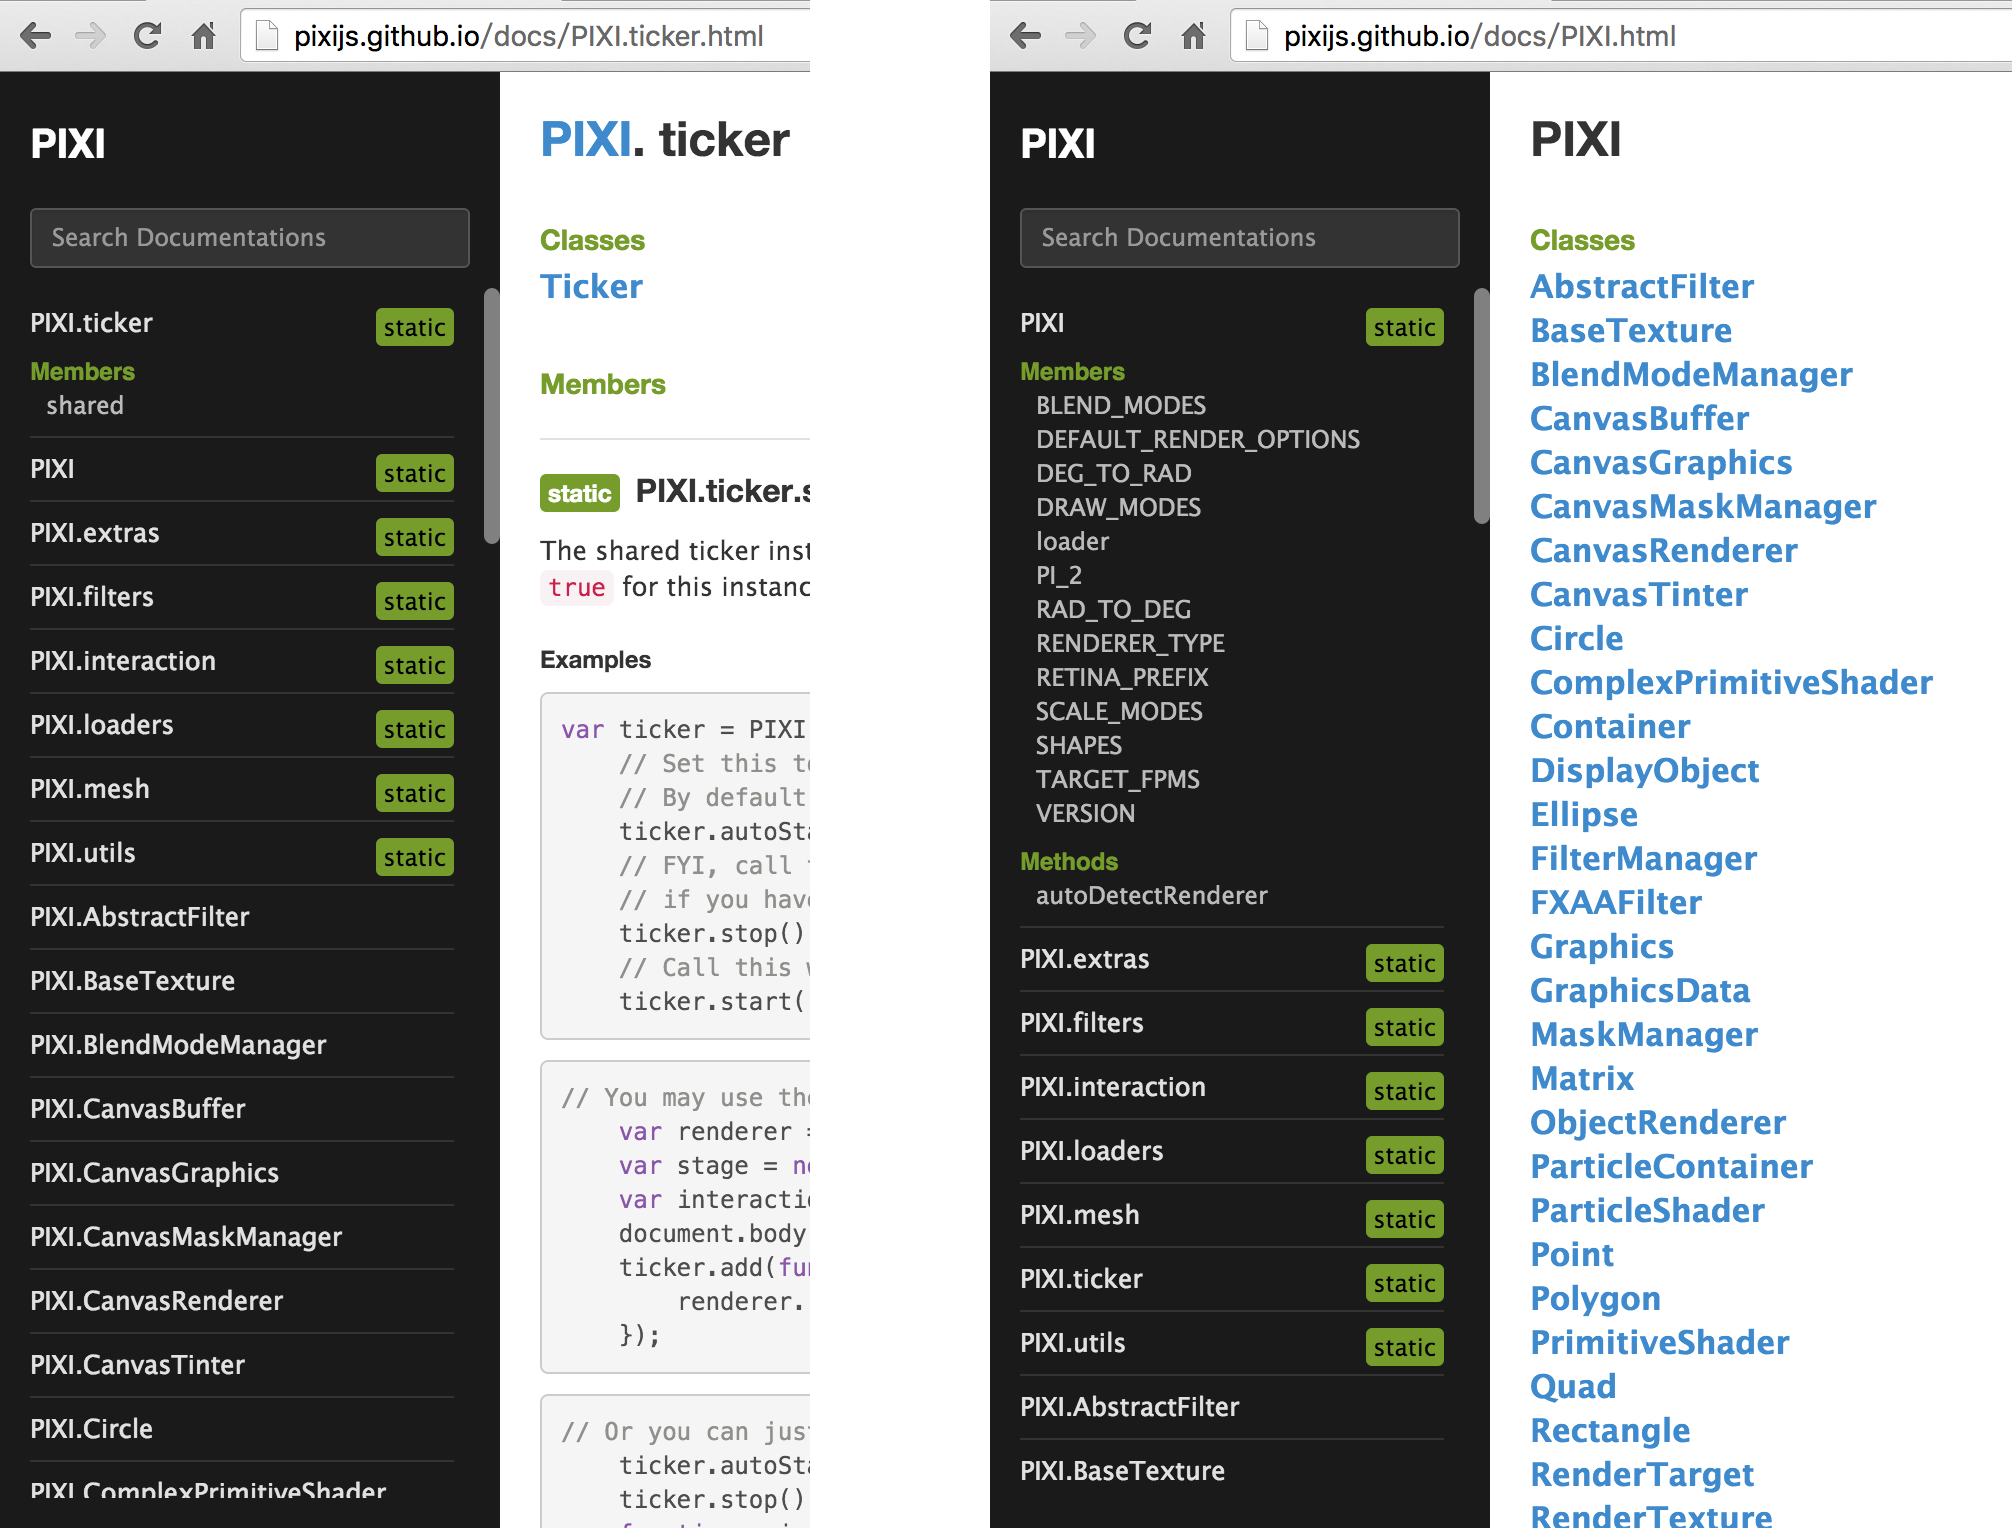 pixijs.github.io/docs/PIXI.ticker.html
PIXI
Search Documentations
PIXI.ticker static
Members
shared
PIXI static
PIXI.extras static
PIXI.filters static
PIXI.interaction static
PIXI.loaders static
PIXI.mesh static
PIXI.utils static
PIXI.AbstractFilter
PIXI.BaseTexture
PIXI.BlendModeManager
PIXI.CanvasBuffer
PIXI.CanvasGraphics
PIXI.CanvasMaskManager
PIXI.CanvasRenderer
PIXI.CanvasTinter
PIXI.Circle
PIXI.ComplexPrimitiveShader
PIXI. ticker
Classes
Ticker
Members
static PIXI.ticker.s
The shared ticker inst
true for this instanc
Examples
var ticker = PIXI
// Set this to
// By default
ticker.autoSta
// FYI, call
// if you have
ticker.stop()
// Call this
ticker.start(
// You may use the
var renderer =
var stage = ne
var interactio
document.body
ticker.add(fun
renderer.
});
// Or you can jus
ticker.autoSta
ticker.stop()
pixijs.github.io/docs/PIXI.html
PIXI
Search Documentations
PIXI static
Members
BLEND_MODES
DEFAULT_RENDER_OPTIONS
DEG_TO_RAD
DRAW_MODES
loader
PI_2
RAD_TO_DEG
RENDERER_TYPE
RETINA_PREFIX
SCALE_MODES
SHAPES
TARGET_FPMS
VERSION
Methods
autoDetectRenderer
PIXI.extras static
PIXI.filters static
PIXI.interaction static
PIXI.loaders static
PIXI.mesh static
PIXI.ticker static
PIXI.utils static
PIXI.AbstractFilter
PIXI.BaseTexture
PIXI
Classes
AbstractFilter
BaseTexture
BlendModeManager
CanvasBuffer
CanvasGraphics
CanvasMaskManager
CanvasRenderer
CanvasTinter
Circle
ComplexPrimitiveShader
Container
DisplayObject
Ellipse
FilterManager
FXAAFilter
Graphics
GraphicsData
MaskManager
Matrix
ObjectRenderer
ParticleContainer
ParticleShader
Point
Polygon
PrimitiveShader
Quad
Rectangle
RenderTarget
RenderTexture